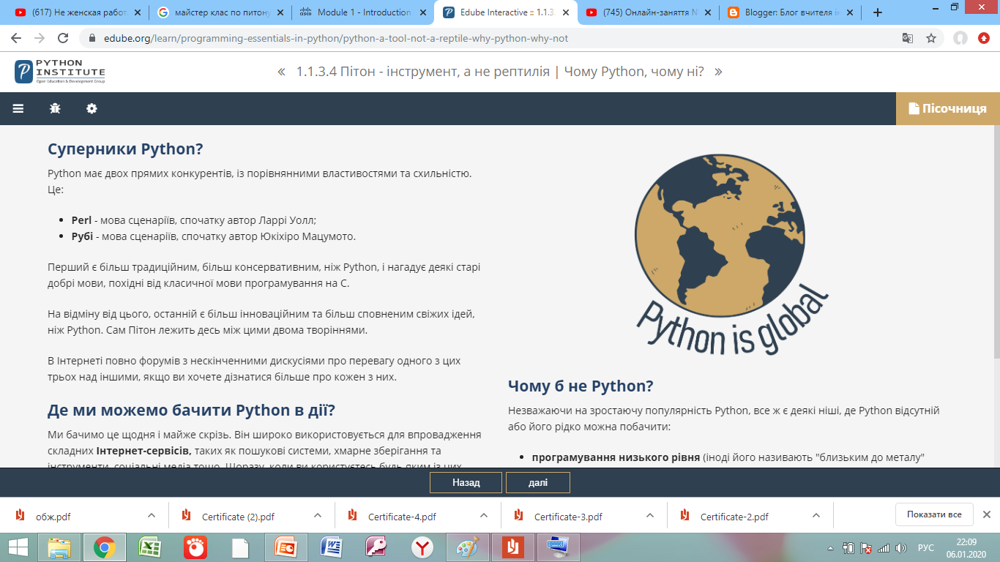 (617) Не женская работ
майстер клас по питону
Module 1 - Introduction
Edube Interactive :: 1.1.3.
(745) Онлайн-заняття N
Blogger: Блог вчителя ін
edube.org/learn/programming-essentials-in-python/python-a-tool-not-a-reptile-why-python-why-not
PYTHON
INSTITUTE
Open Education & Development Group
« 1.1.3.4 Пітон - інструмент, а не рептилія | Чому Python, чому ні? »
Пісочниця
Суперники Python?
Python має двох прямих конкурентів, із порівнянними властивостями та схильністю.
Це:
Perl - мова сценаріїв, спочатку автор Ларрі Уолл;
Рубі - мова сценаріїв, спочатку автор Юкіхіро Мацумото.
Перший є більш традиційним, більш консервативним, ніж Python, і нагадує деякі старі
добрі мови, похідні від класичної мови програмування на C.
На відміну від цього, останній є більш інноваційним та більш сповненим свіжих ідей,
ніж Python. Сам Пітон лежить десь між цими двома творіннями.
В Інтернеті повно форумів з нескінченними дискусіями про перевагу одного з цих
трьох над іншими, якщо ви хочете дізнатися більше про кожен з них.
Де ми можемо бачити Python в дії?
Ми бачимо це щодня і майже скрізь. Він широко використовується для впровадження
складних Інтернет-сервісів, таких як пошукові системи, хмарне зберігання та
інструменти, соціальні медіа тощо. Щоразу, коли ви користуєтесь будь-яким із цих
Python is global
Чому б не Python?
Незважаючи на зростаючу популярність Python, все ж є деякі ніші, де Python відсутній
або його рідко можна побачити:
програмування низького рівня (іноді його називають "близьким до металу"
Назад
далі
обж.pdf
Certificate (2).pdf
Certificate-4.pdf
Certificate-3.pdf
Certificate-2.pdf
Показати все
РУС
22:09
06.01.2020